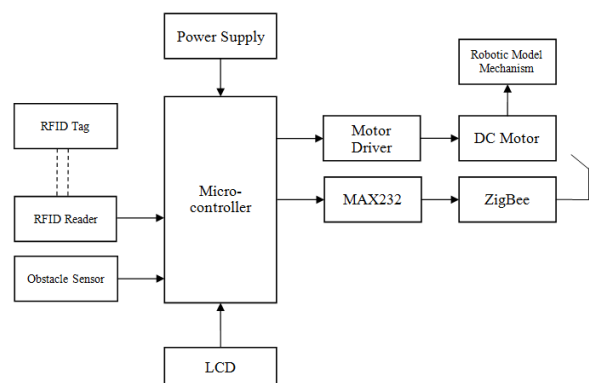 Power Supply
Robotic Model
Mechanism
RFID Tag
Motor
Driver
DC Motor
Micro-
controller
MAX232
ZigBee
RFID Reader
Obstacle Sensor
LCD